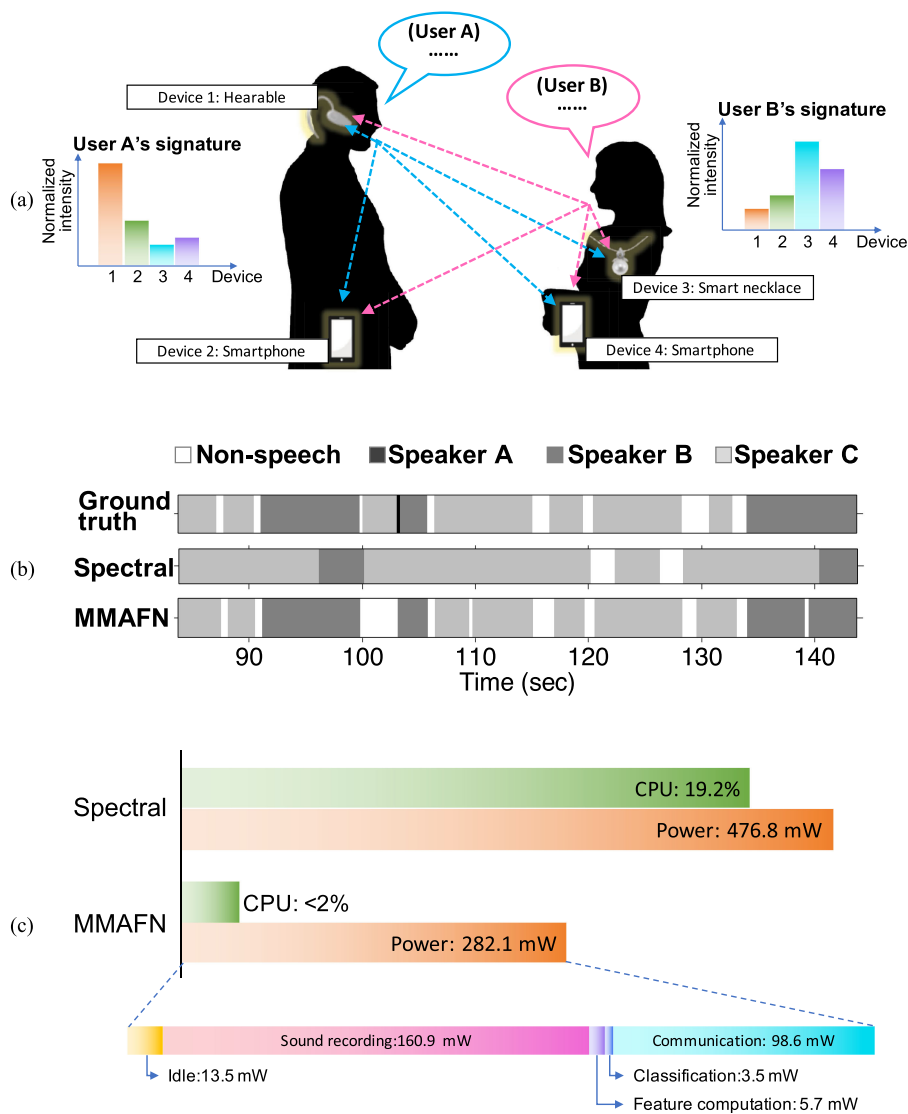 (User A)
......
Device 1: Hearable
(User B)
......
User A's signature
User B's signature
Normalized
intensity
Normalized
intensity
(a)
1 2 3 4 Device
1 2 3 4 Device
Device 3: Smart necklace
Device 2: Smartphone
Device 4: Smartphone
Non-speech Speaker A Speaker B Speaker C
Ground
truth
(b)
Spectral
MMAFN
90 100 110 120 130 140
Time (sec)
Spectral
CPU: 19.2%
Power: 476.8 mW
(c)
MMAFN
CPU: <2%
Power: 282.1 mW
Sound recording:160.9 mW
Communication: 98.6 mW
Idle:13.5 mW
Classification:3.5 mW
Feature computation: 5.7 mW